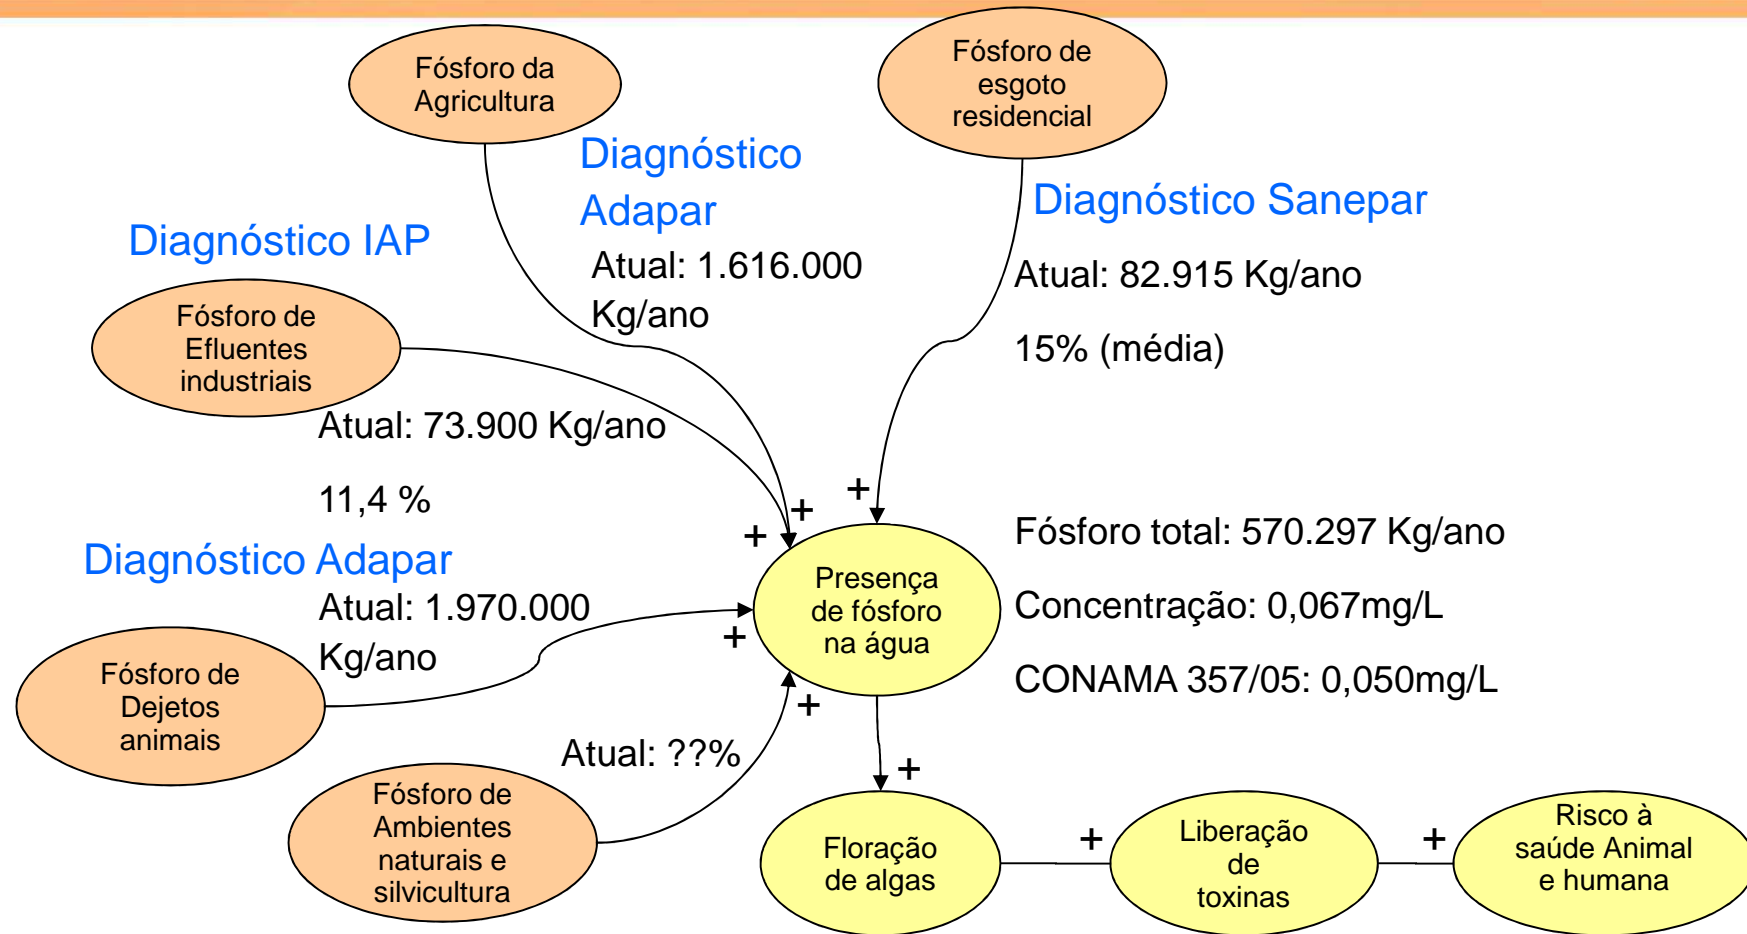 Fósforo da
Agricultura
Fósforo de
esgoto
residencial
Diagnóstico
Adapar
Atual: 1.616.000
Kg/ano
Diagnóstico Sanepar
Atual: 82.915 Kg/ano
15% (média)
Diagnóstico IAP
Fósforo de
Efluentes
industriais
Atual: 73.900 Kg/ano
11,4 %
Diagnóstico Adapar
Atual: 1.970.000
Kg/ano
Fósforo de
Dejetos
animais
Atual: ??%
Fósforo de
Ambientes
naturais e
silvicultura
+
+
+
+
+
Presença
de fósforo
na água
Fósforo total: 570.297 Kg/ano
Concentração: 0,067mg/L
CONAMA 357/05: 0,050mg/L
+
Floração
de algas
+
Liberação
de
toxinas
+
Risco à
saúde Animal
e humana